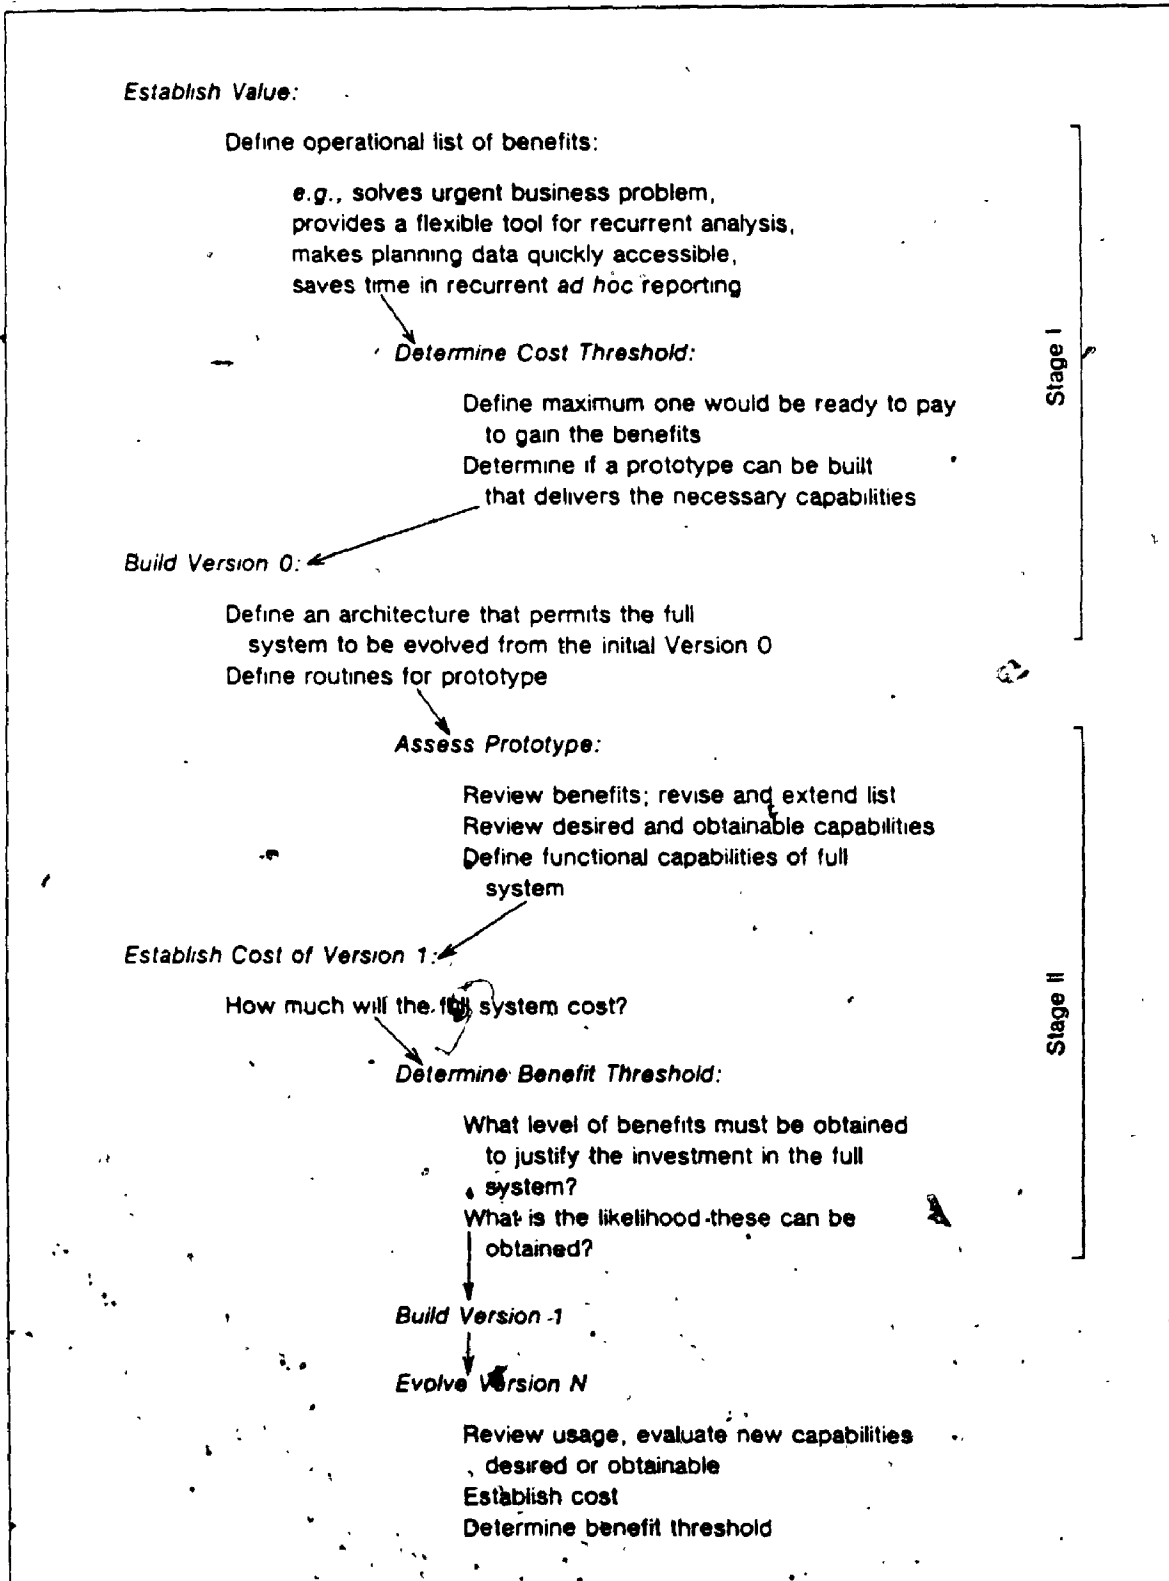 Establish Value:
Define operational list of benefits:
e.g., solves urgent business problem,
provides a flexible tool for recurrent analysis,
makes planning data quickly accessible,
saves time in recurrent ad hoc reporting
Determine Cost Threshold:
Define maximum one would be ready to pay
to gain the benefits
Determine if a prototype can be built
that delivers the necessary capabilities
Stage I
Build Version 0:
Define an architecture that permits the full
system to be evolved from the initial Version 0
Define routines for prototype
Assess Prototype:
Review benefits; revise and extend list
Review desired and obtainable capabilities
Define functional capabilities of full
system
Establish Cost of Version 1:
How much will the full system cost?
Determine Benefit Threshold:
What level of benefits must be obtained
to justify the investment in the full
system?
What is the likelihood these can be
obtained?
Stage II
Build Version 1
Evolve Version N
Review usage, evaluate new capabilities
desired or obtainable
Establish cost
Determine benefit threshold